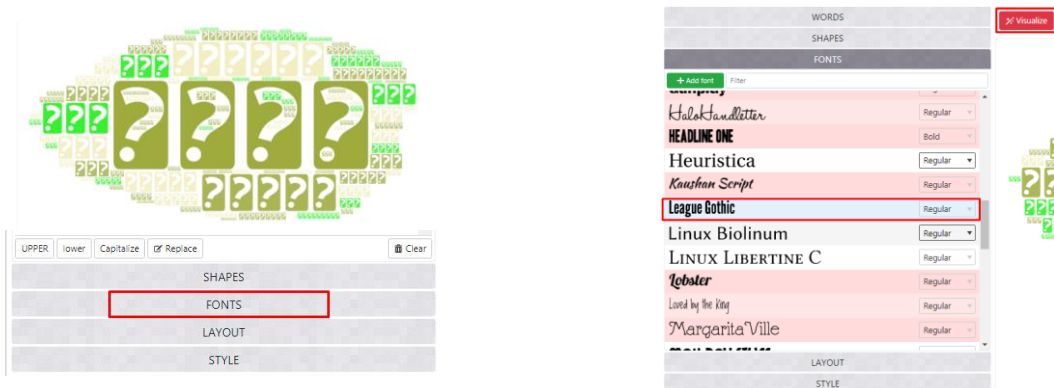 UPPER lower Capitalize Replace Clear
SHAPES
FONTS
LAYOUT
STYLE
WORDS
SHAPES
FONTS
Visualize
+ Add font Filter
HaloHandletter Regular
HEADLINE ONE Bold
Heuristica Regular
Kaushan Script Regular
League Gothic Regular
Linux Biolinum Regular
LINUX LIBERTINE C Regular
Lobster Regular
Loved by the King Regular
MargaritaVille Regular
LAYOUT
STYLE